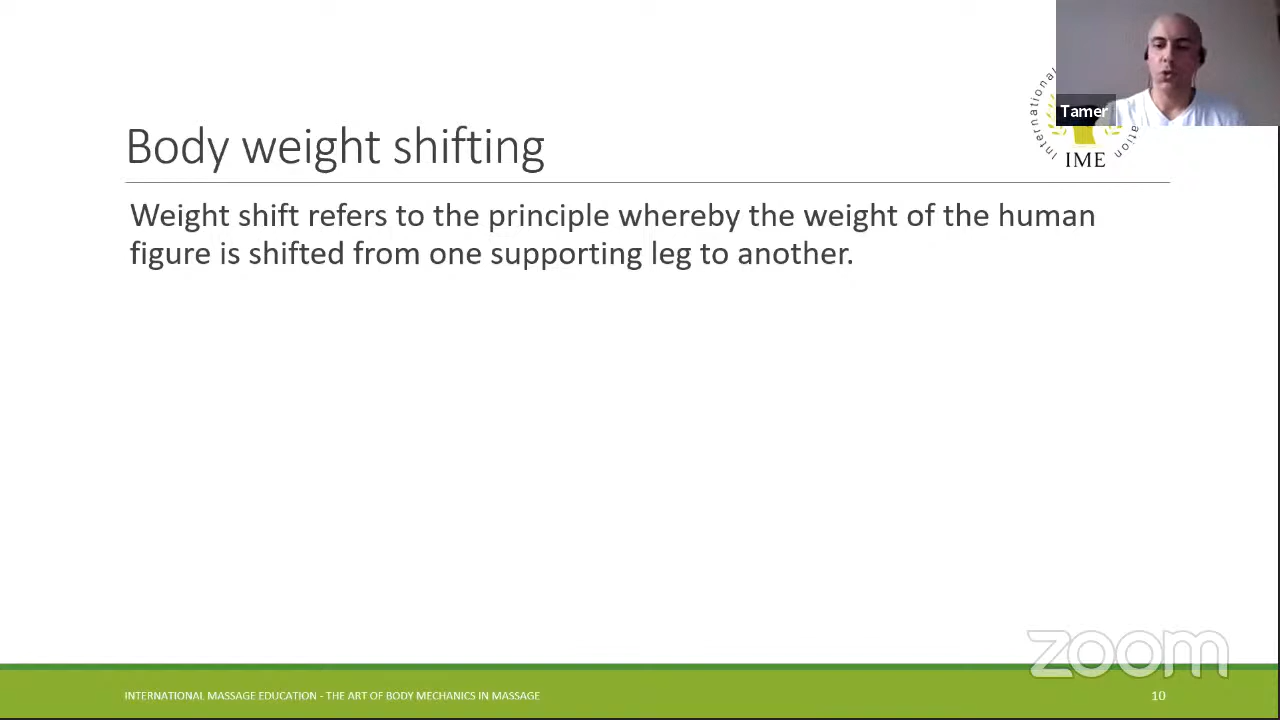 Tamer
International
ation
IME
Body weight shifting
Weight shift refers to the principle whereby the weight of the human
figure is shifted from one supporting leg to another.
zoom
INTERNATIONAL MASSAGE EDUCATION - THE ART OF BODY MECHANICS IN MASSAGE
10